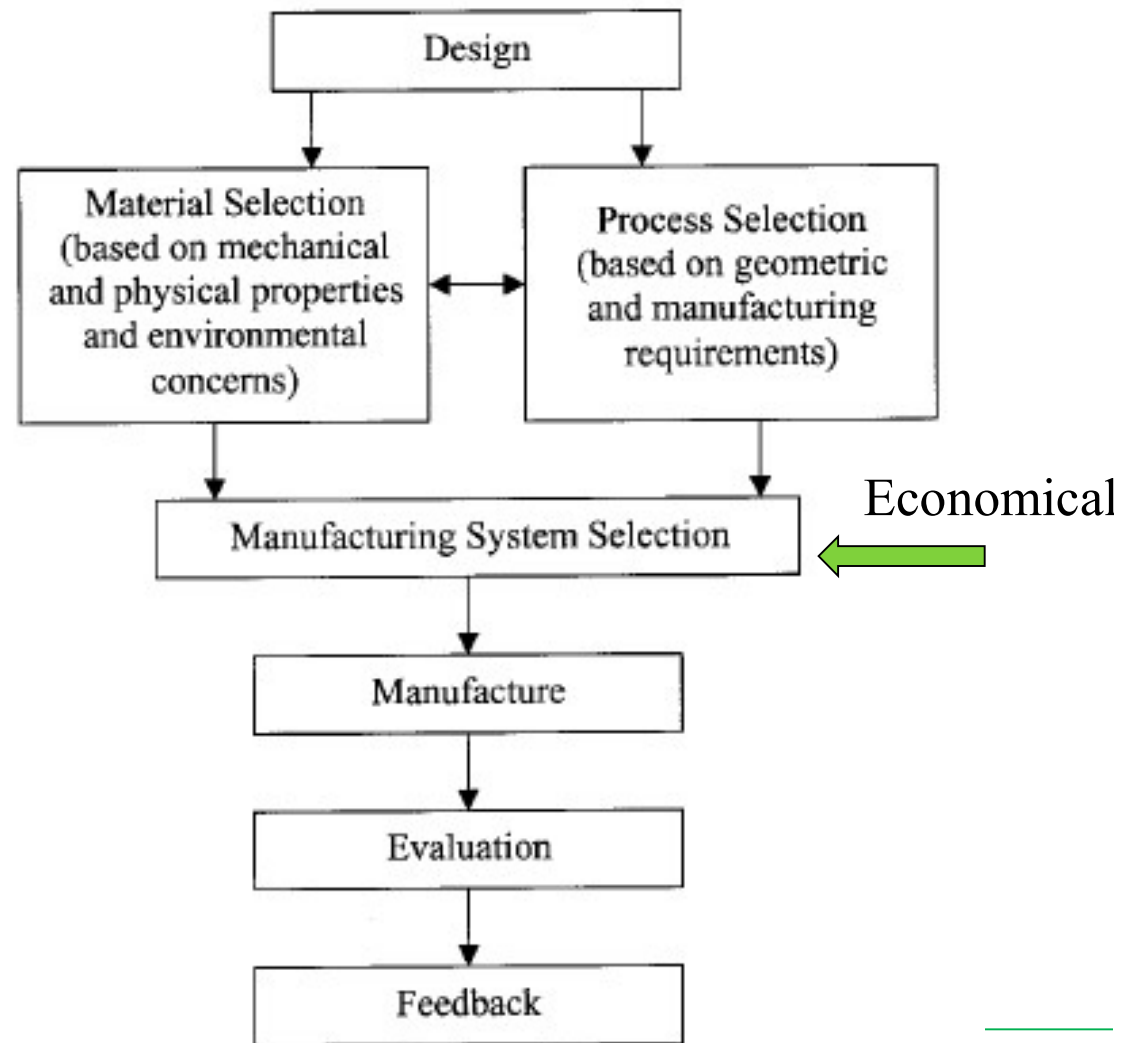 Design
Material Selection
(based on mechanical
and physical properties
and environmental
concerns)
Process Selection
(based on geometric
and manufacturing
requirements)
Economical
Manufacturing System Selection
Manufacture
Evaluation
Feedback